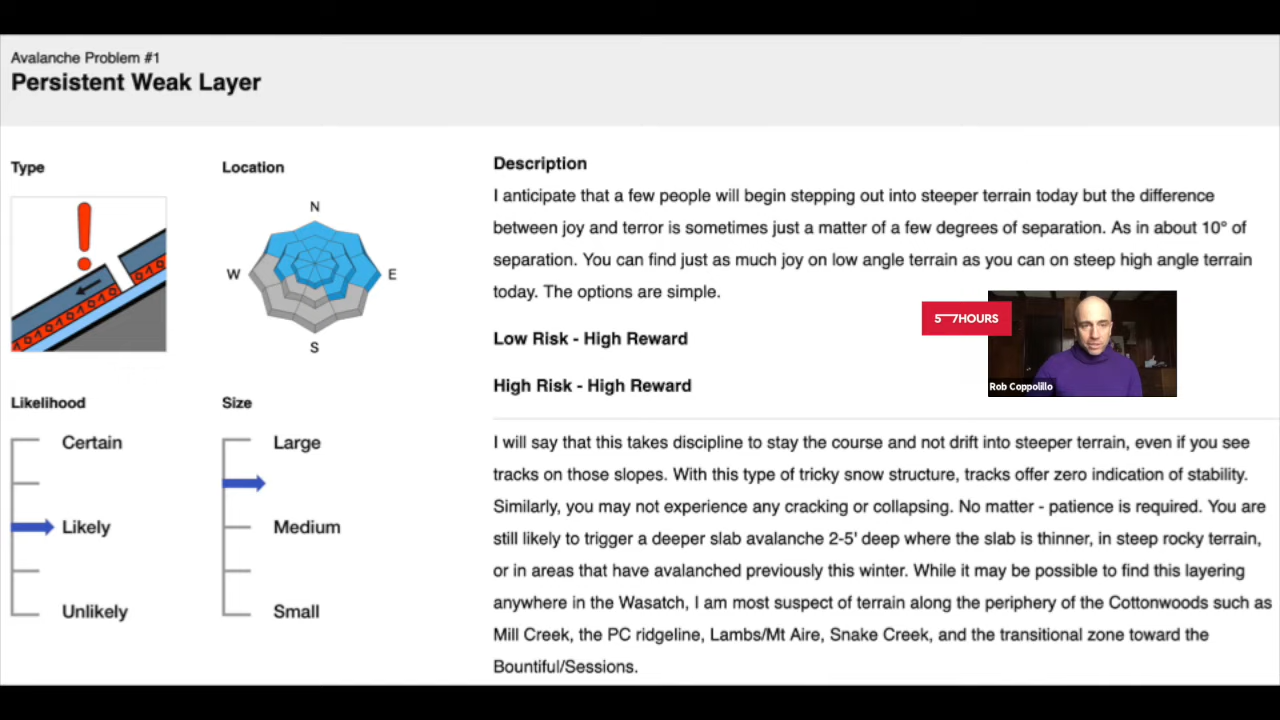 Avalanche Problem #1
Persistent Weak Layer
Type
Location
N
W
E
S
Likelihood
Certain
Likely
Unlikely
Size
Large
Medium
Small
Description
I anticipate that a few people will begin stepping out into steeper terrain today but the difference
between joy and terror is sometimes just a matter of a few degrees of separation. As in about 10° of
separation. You can find just as much joy on low angle terrain as you can on steep high angle terrain
today. The options are simple.
Low Risk - High Reward
High Risk - High Reward
I will say that this takes discipline to stay the course and not drift into steeper terrain, even if you see
tracks on those slopes. With this type of tricky snow structure, tracks offer zero indication of stability.
Similarly, you may not experience any cracking or collapsing. No matter - patience is required. You are
still likely to trigger a deeper slab avalanche 2-5' deep where the slab is thinner, in steep rocky terrain,
or in areas that have avalanched previously this winter. While it may be possible to find this layering
anywhere in the Wasatch, I am most suspect of terrain along the periphery of the Cottonwoods such as
Mill Creek, the PC ridgeline, Lambs/Mt Aire, Snake Creek, and the transitional zone toward the
Bountiful/Sessions.
57HOURS
Rob Coppolillo